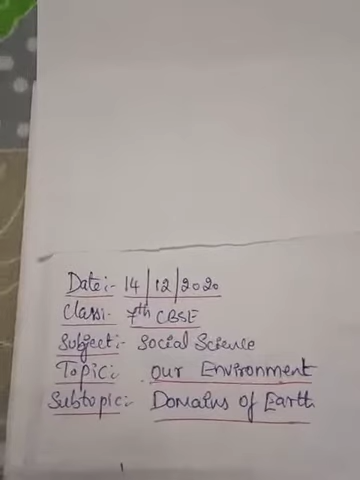 Date:- 14/12/2020
Class:- 7th CBSE
Subject:- Social Science
Topic:- Our Environment
Subtopic:- Domains of Earth